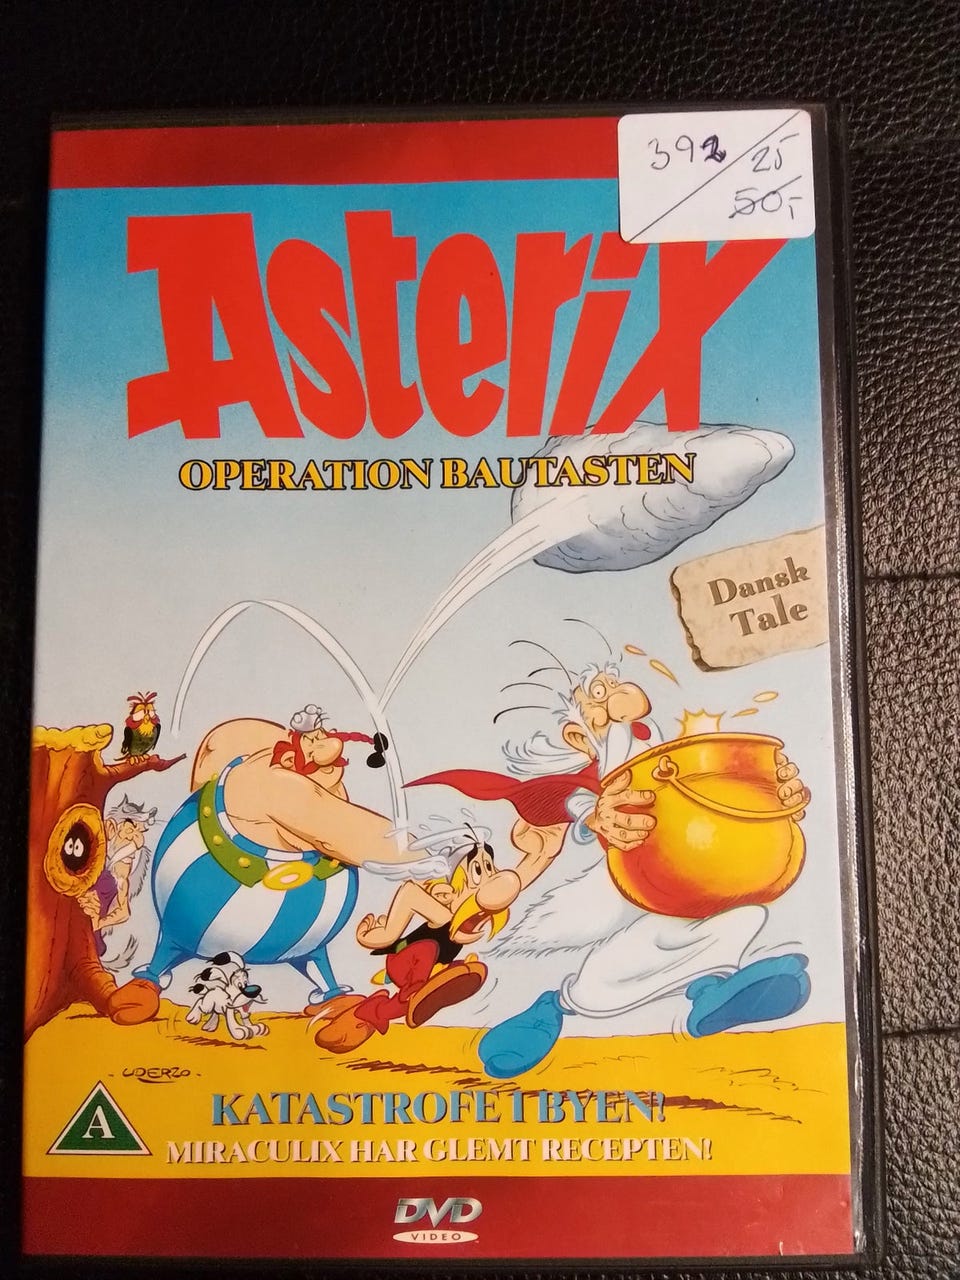 392/25
50,-
Asterix
OPERATION BAUTASTEN
Dansk
Tale
- UDERZO -
A
KATASTROFE I BYEN!
MIRACULIX HAR GLEMT RECEPTEN!
DVD
VIDEO